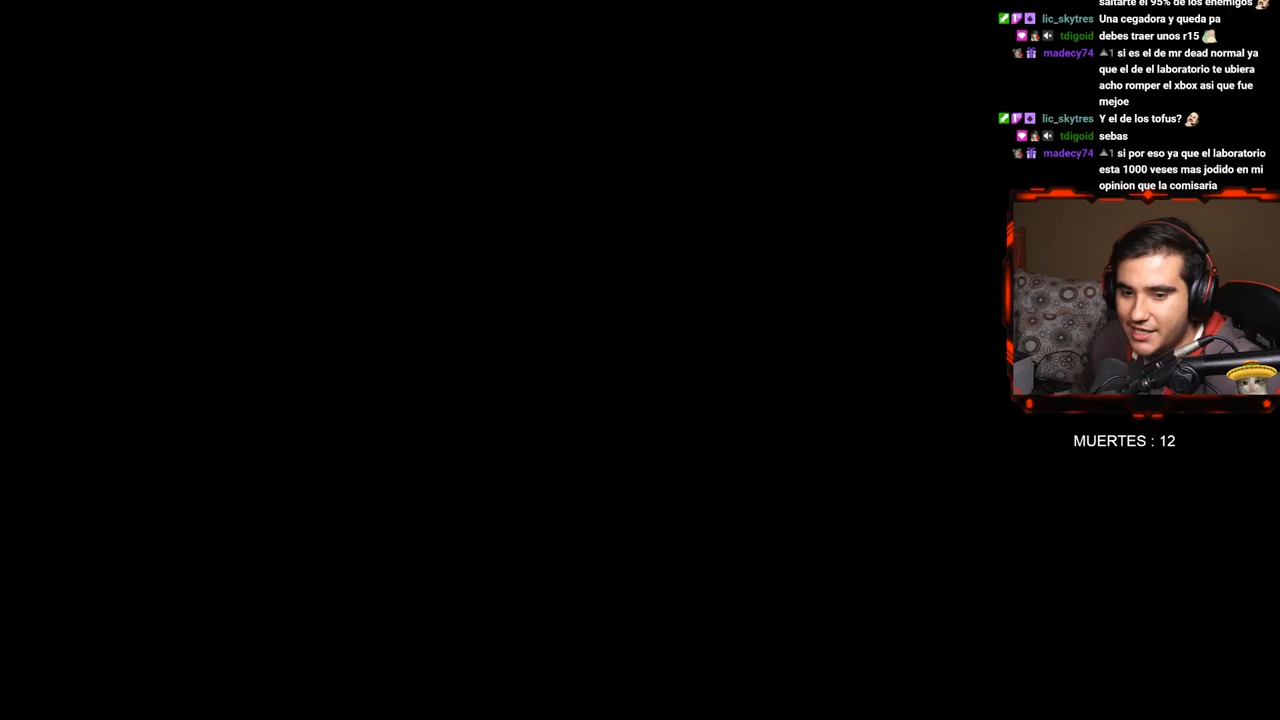 saltarte el 95% de los enemigos
lic_skytres Una cegadora y queda pa
tdigoid debes traer unos r15
madecy74 1 si es el de mr dead normal ya
que el de el laboratorio te ubiera
acho romper el xbox asi que fue
mejoe
lic_skytres Y el de los tofus?
tdigoid sebas
madecy74 1 si por eso ya que el laboratorio
esta 1000 veses mas jodido en mi
opinion que la comisaria
MUERTES : 12